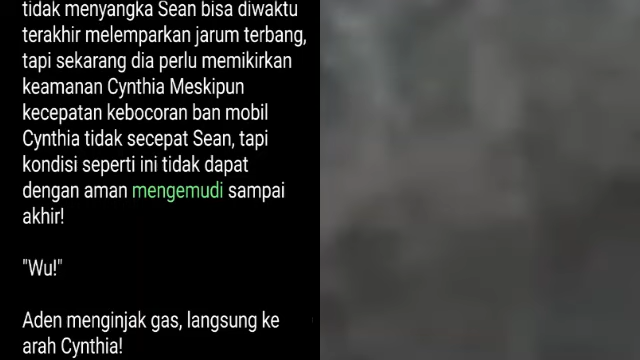 tidak menyangka Sean bisa diwaktu
terakhir melemparkan jarum terbang,
tapi sekarang dia perlu memikirkan
keamanan Cynthia Meskipun
kecepatan kebocoran ban mobil
Cynthia tidak secepat Sean, tapi
kondisi seperti ini tidak dapat
dengan aman mengemudi sampai
akhir!
"Wu!"
Aden menginjak gas, langsung ke
arah Cynthia!